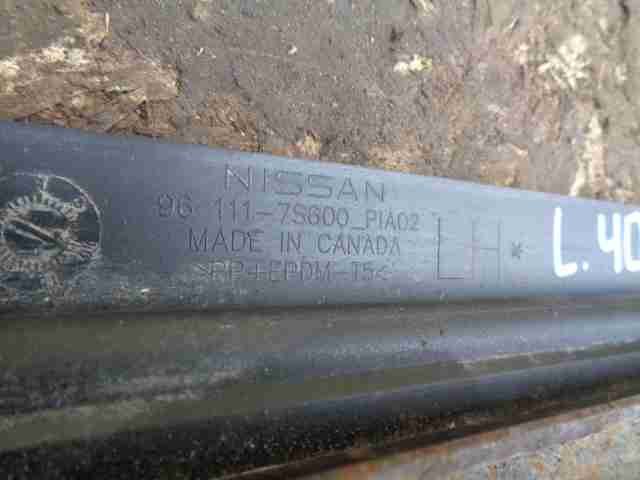 NISSAN
96 111-7S600_PIA02
MADE IN CANADA
>PP+EPDM-T5<
LH*
L.40